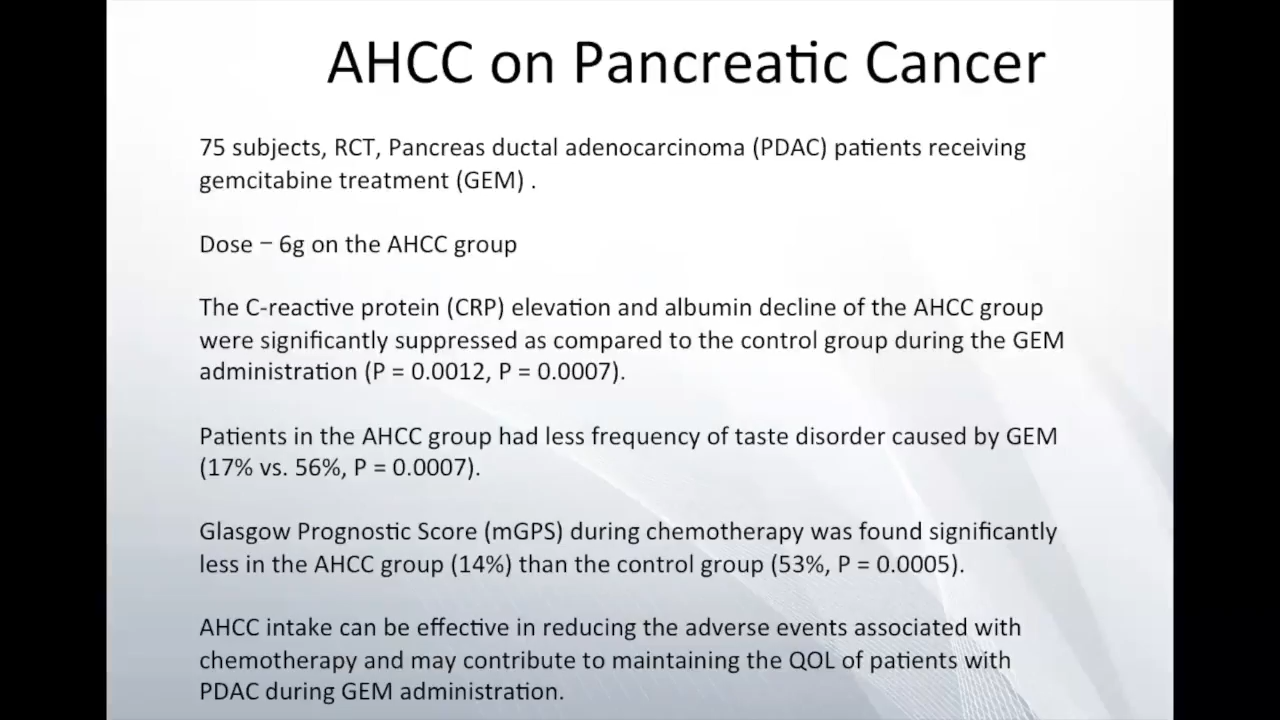 AHCC on Pancreatic Cancer
75 subjects, RCT, Pancreas ductal adenocarcinoma (PDAC) patients receiving
gemcitabine treatment (GEM) .
Dose – 6g on the AHCC group
The C-reactive protein (CRP) elevation and albumin decline of the AHCC group
were significantly suppressed as compared to the control group during the GEM
administration (P = 0.0012, P = 0.0007).
Patients in the AHCC group had less frequency of taste disorder caused by GEM
(17% vs. 56%, P = 0.0007).
Glasgow Prognostic Score (mGPS) during chemotherapy was found significantly
less in the AHCC group (14%) than the control group (53%, P = 0.0005).
AHCC intake can be effective in reducing the adverse events associated with
chemotherapy and may contribute to maintaining the QOL of patients with
PDAC during GEM administration.